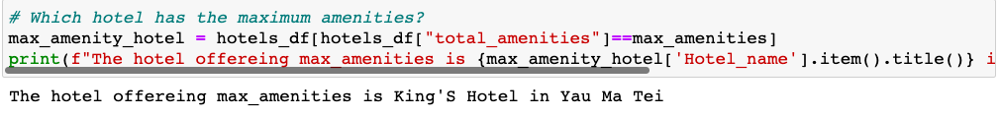 # Which hotel has the maximum amenities?
max_amenity_hotel = hotels_df[hotels_df["total_amenities"]==max_amenities]
print(f"The hotel offereing max_amenities is {max_amenity_hotel['Hotel_name'].item().title()} i
The hotel offereing max_amenities is King'S Hotel in Yau Ma Tei